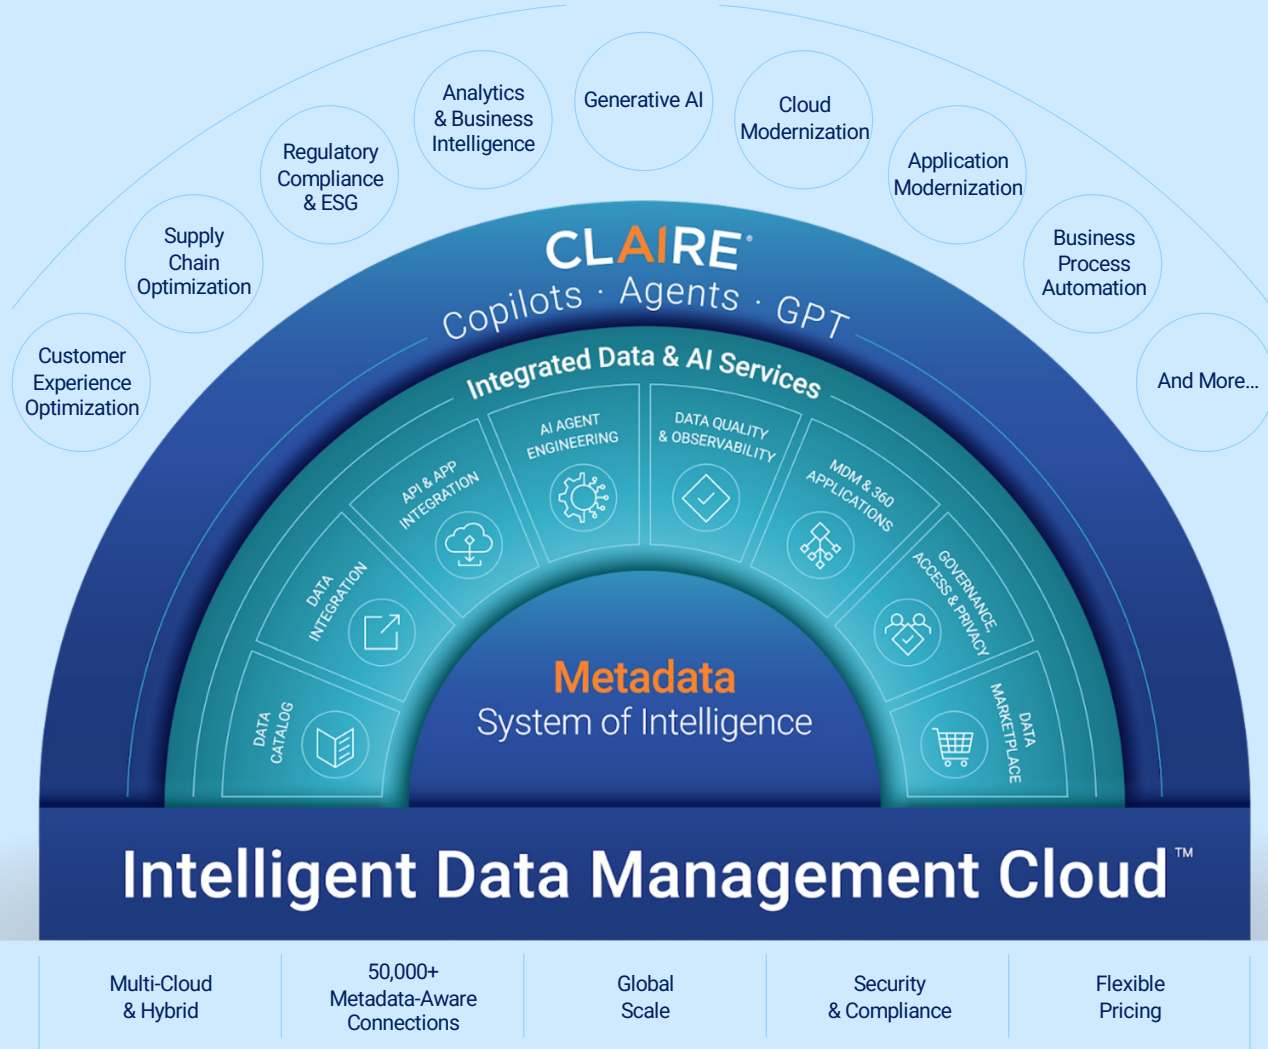 Customer
Experience
Optimization
Supply
Chain
Optimization
Regulatory
Compliance
& ESG
Analytics
& Business
Intelligence
Generative AI
Cloud
Modernization
Application
Modernization
Business
Process
Automation
And More...
CLAIRE®
Copilots · Agents · GPT
Integrated Data & AI Services
DATA
CATALOG
DATA
INTEGRATION
API & APP
INTEGRATION
AI AGENT
ENGINEERING
DATA QUALITY
& OBSERVABILITY
MDM & 360
APPLICATIONS
GOVERNANCE,
ACCESS & PRIVACY
DATA
MARKETPLACE
Metadata
System of Intelligence
Intelligent Data Management Cloud™
Multi-Cloud
& Hybrid
50,000+
Metadata-Aware
Connections
Global
Scale
Security
& Compliance
Flexible
Pricing